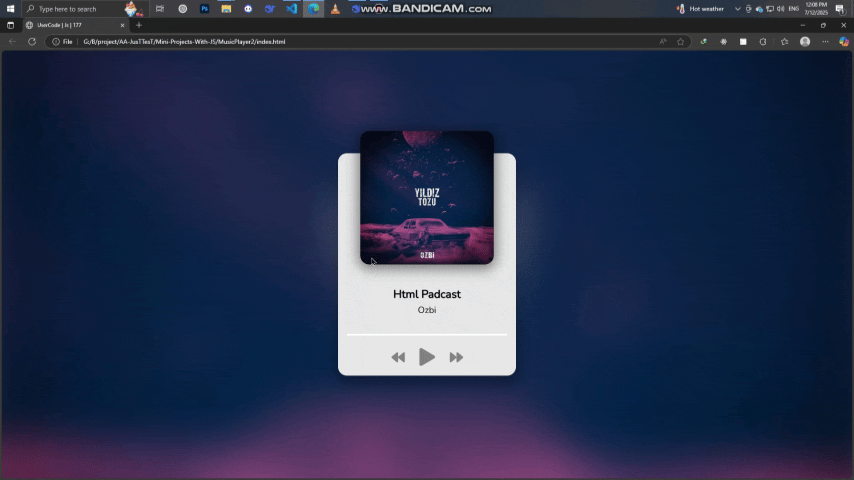 Type here to search
WWW.BANDICAM.COM
Hot weather
ENG
12:08 PM
7/12/2025
UserCode | Js | 177
File
G:/B/project/AA-JusTTesT/Mini-Projects-With-JS/MusicPlayer2/index.html
YILDIZ
TOZU
OZBİ
Html Padcast
Ozbi